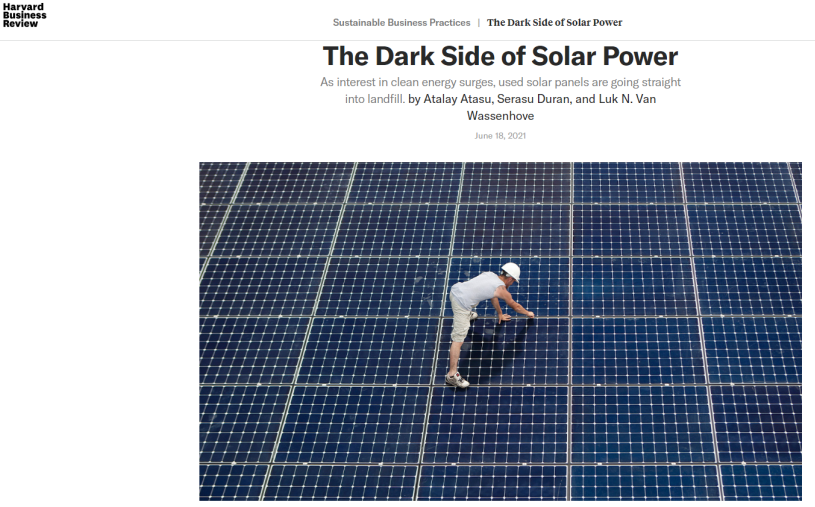 Harvard
Business
Review
Sustainable Business Practices | The Dark Side of Solar Power
The Dark Side of Solar Power
As interest in clean energy surges, used solar panels are going straight
into landfill. by Atalay Atasu, Serasu Duran, and Luk N. Van
Wassenhove
June 18, 2021